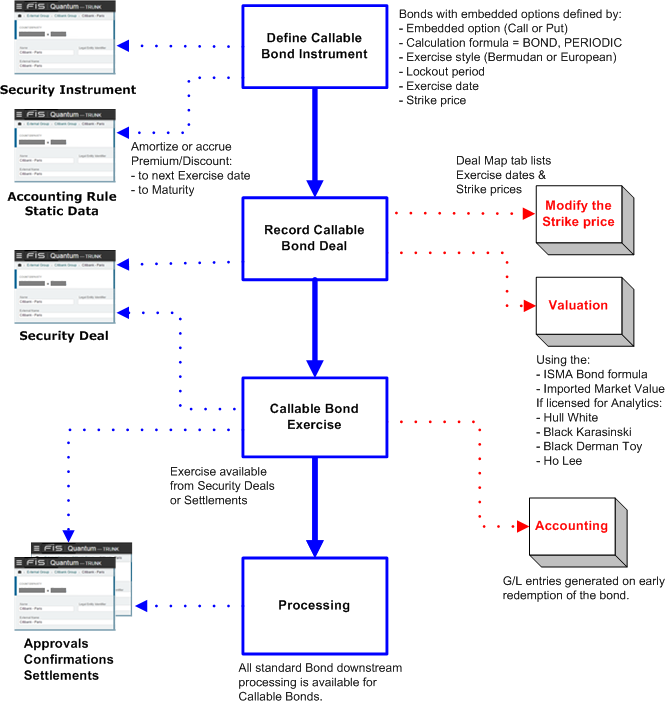 FIS Quantum — TRUNK
Security Instrument
Define Callable
Bond Instrument
Bonds with embedded options defined by:
- Embedded option (Call or Put)
- Calculation formula = BOND, PERIODIC
- Exercise style (Bermudan or European)
- Lockout period
- Exercise date
- Strike price
FIS Quantum — TRUNK
Accounting Rule
Static Data
Amortize or accrue
Premium/Discount:
- to next Exercise date
- to Maturity
Deal Map tab lists
Exercise dates &
Strike prices
Record Callable
Bond Deal
Modify the
Strike price
FIS Quantum — TRUNK
Security Deal
Valuation
Using the:
- ISMA Bond formula
- Imported Market Value
If licensed for Analytics:
- Hull White
- Black Karasinski
- Black Derman Toy
- Ho Lee
Callable Bond
Exercise
Exercise available
from Security Deals
or Settlements
Accounting
G/L entries generated on early
redemption of the bond.
FIS Quantum — TRUNK
FIS Quantum — TRUNK
Approvals
Confirmations
Settlements
Processing
All standard Bond downstream
processing is available for
Callable Bonds.